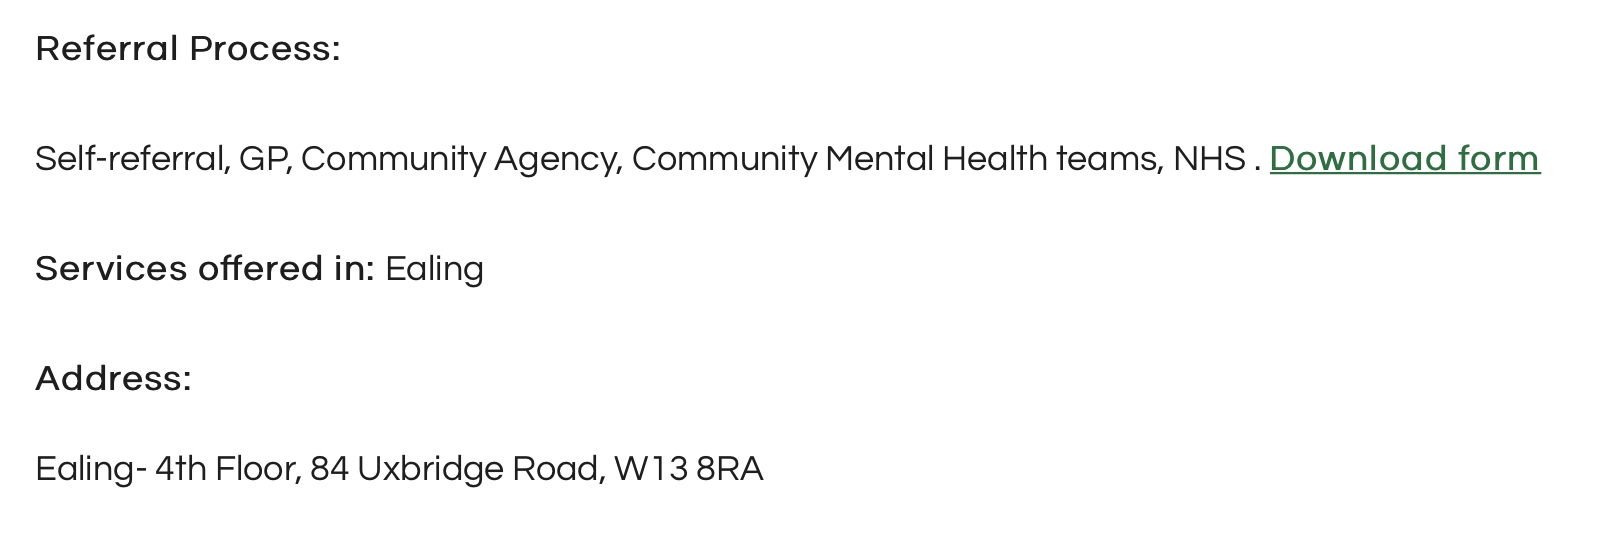 Referral Process:
Self-referral, GP, Community Agency, Community Mental Health teams, NHS . Download form
Services offered in: Ealing
Address:
Ealing- 4th Floor, 84 Uxbridge Road, W13 8RA